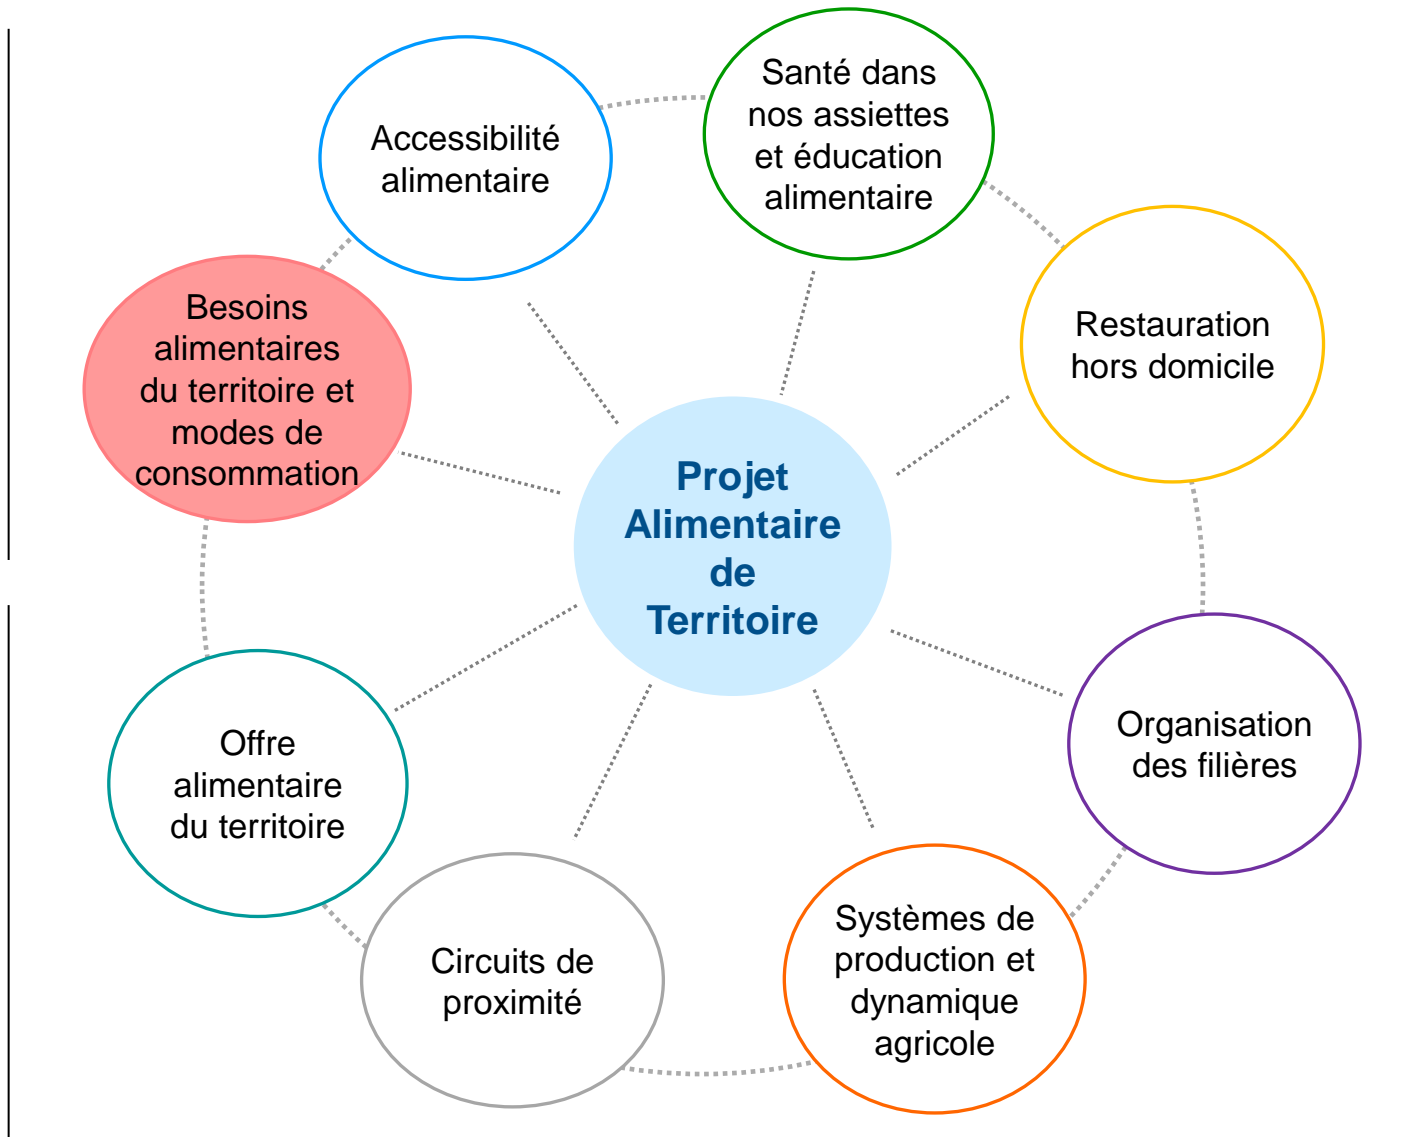 Accessibilité
alimentaire
Santé dans
nos assiettes
et éducation
alimentaire
Restauration
hors domicile
Besoins
alimentaires
du territoire et
modes de
consommation
Projet
Alimentaire
de
Territoire
Organisation
des filières
Offre
alimentaire
du territoire
Circuits de
proximité
Systèmes de
production et
dynamique
agricole